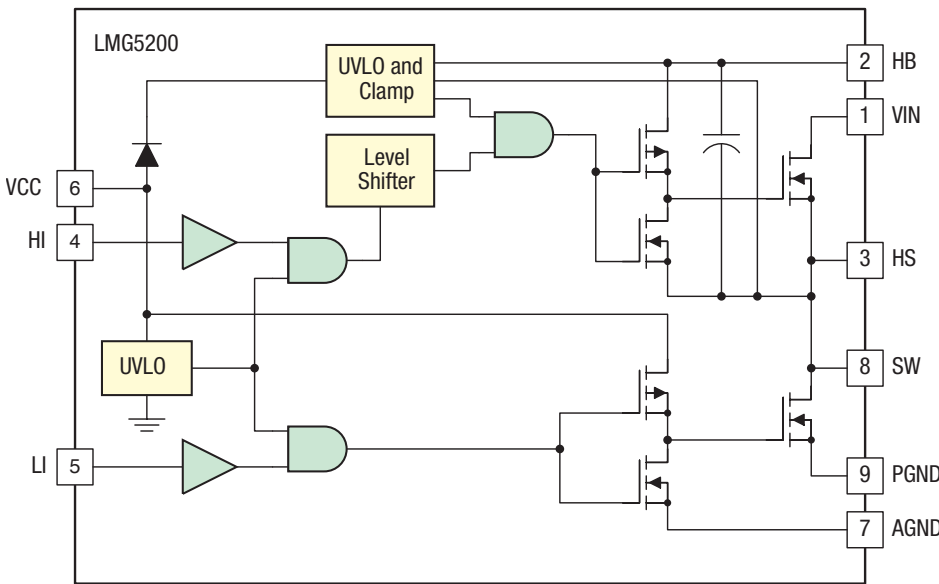 LMG5200
UVLO and
Clamp
2 HB
1 VIN
Level
Shifter
VCC 6
HI 4
3 HS
UVLO
8 SW
LI 5
9 PGND
7 AGND